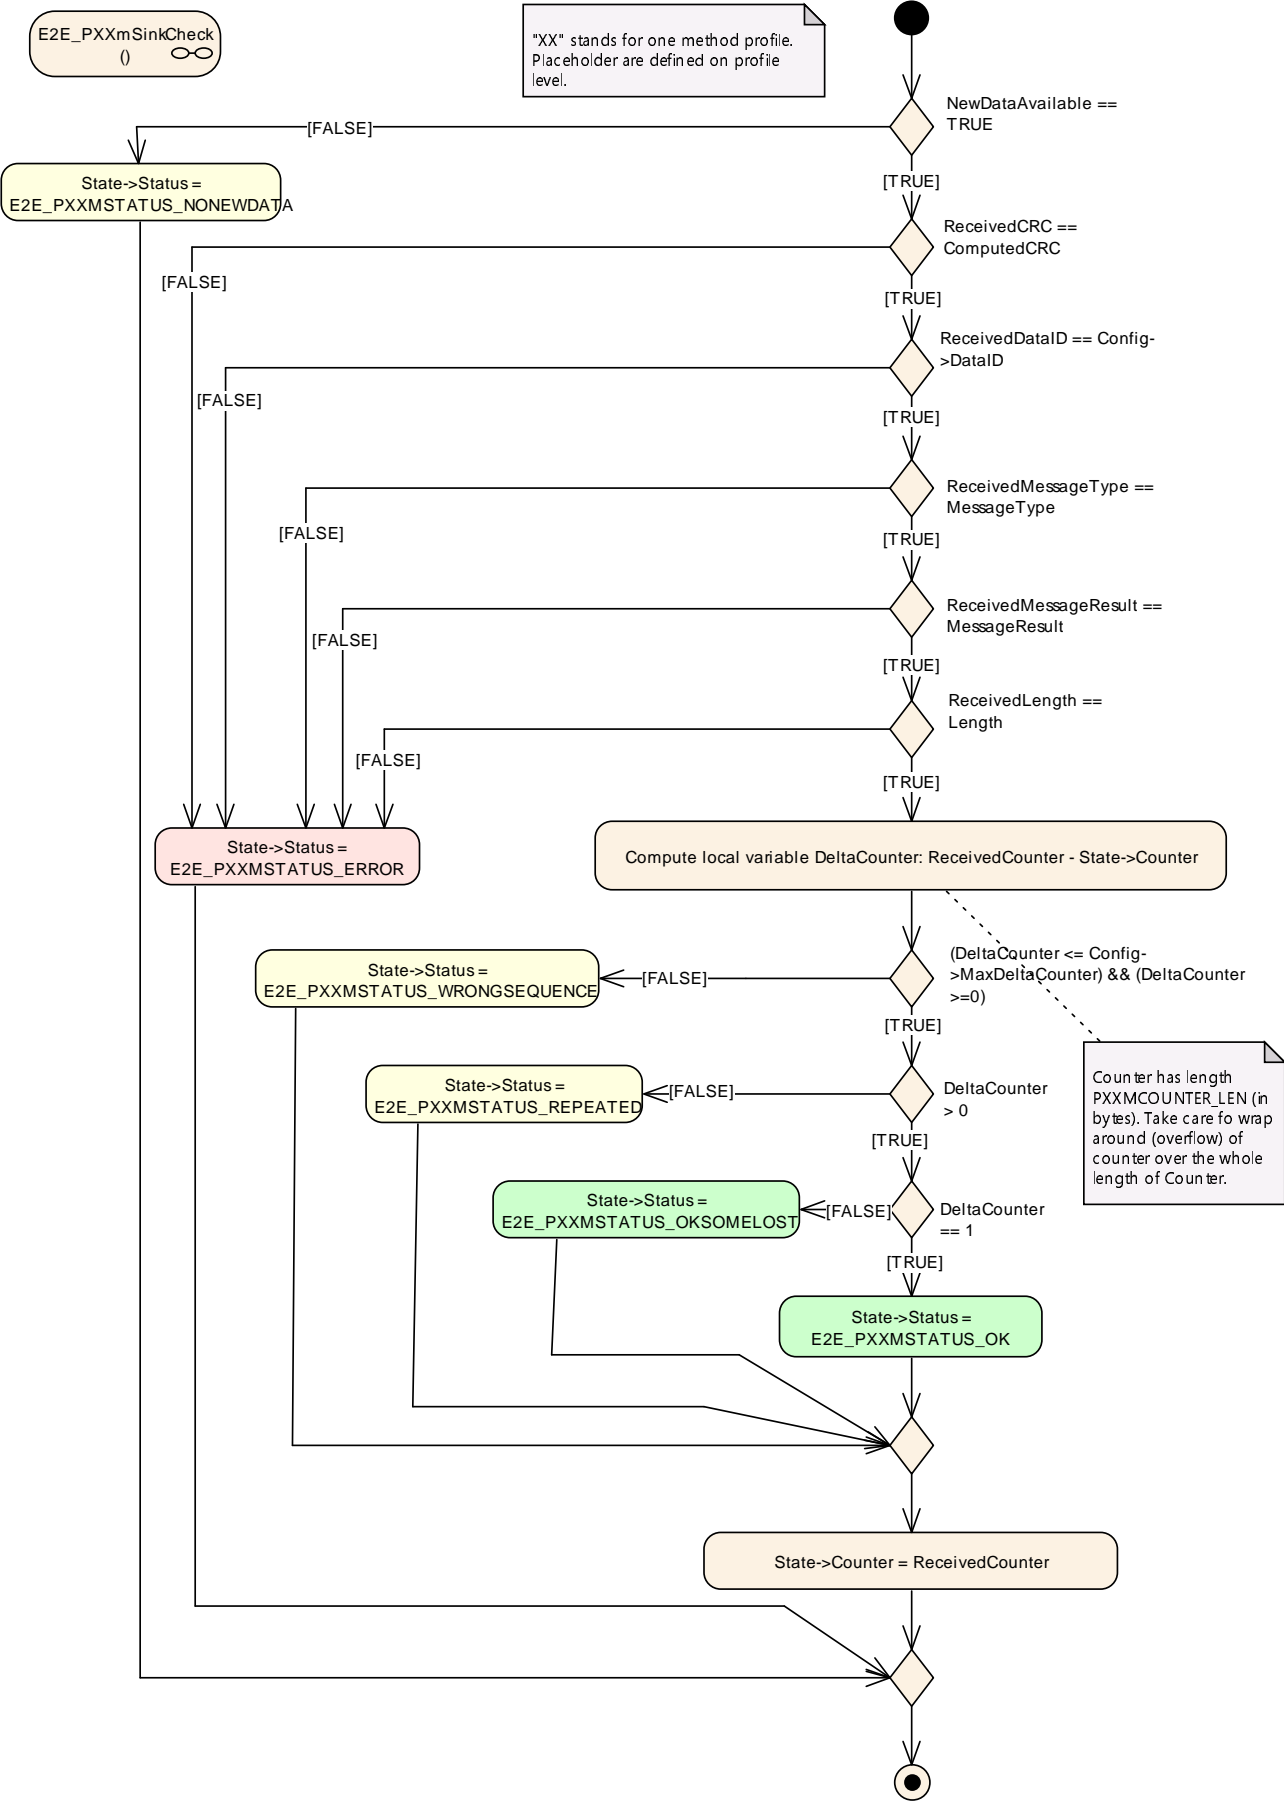 E2E_PXXmSinkCheck
()
"XX" stands for one method profile.
Placeholder are defined on profile
level.
NewDataAvailable ==
TRUE
[FALSE]
State->Status =
E2E_PXXMSTATUS_NONEWDATA
[TRUE]
ReceivedCRC ==
ComputedCRC
[FALSE]
[TRUE]
ReceivedDataID == Config-
>DataID
[FALSE]
[TRUE]
ReceivedMessageType ==
MessageType
[FALSE]
[TRUE]
ReceivedMessageResult ==
MessageResult
[FALSE]
[TRUE]
ReceivedLength ==
Length
[FALSE]
[TRUE]
State->Status =
E2E_PXXMSTATUS_ERROR
Compute local variable DeltaCounter: ReceivedCounter - State->Counter
(DeltaCounter <= Config-
>MaxDeltaCounter) && (DeltaCounter
>=0)
[FALSE]
State->Status =
E2E_PXXMSTATUS_WRONGSEQUENCE
[TRUE]
Counter has length
PXXMCOUNTER_LEN (in
bytes). Take care fo wrap
around (overflow) of
counter over the whole
length of Counter.
DeltaCounter
> 0
[FALSE]
State->Status =
E2E_PXXMSTATUS_REPEATED
[TRUE]
DeltaCounter
== 1
[FALSE]
State->Status =
E2E_PXXMSTATUS_OKSOMELOST
[TRUE]
State->Status =
E2E_PXXMSTATUS_OK
State->Counter = ReceivedCounter